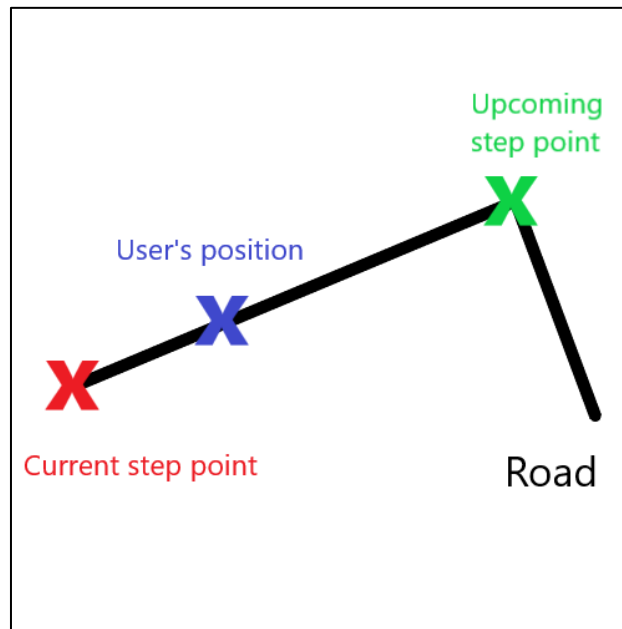 Upcoming
step point
User's position
Current step point
Road